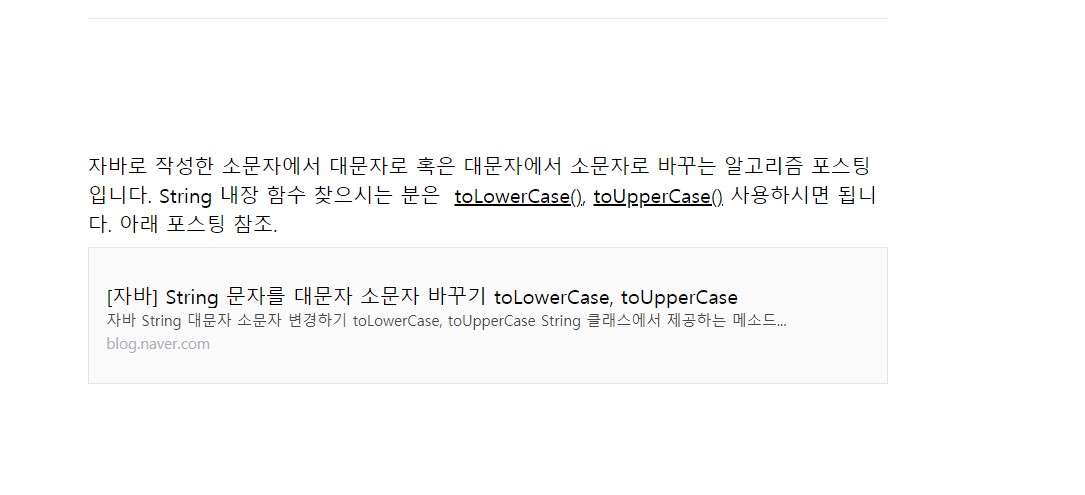 자바로 작성한 소문자에서 대문자로 혹은 대문자에서 소문자로 바꾸는 알고리즘 포스팅
입니다. String 내장 함수 찾으시는 분은 toLowerCase(), toUpperCase() 사용하시면 됩니
다. 아래 포스팅 참조.
[자바] String 문자를 대문자 소문자 바꾸기 toLowerCase, toUpperCase
자바 String 대문자 소문자 변경하기 toLowerCase, toUpperCase String 클래스에서 제공하는 메소드...
blog.naver.com